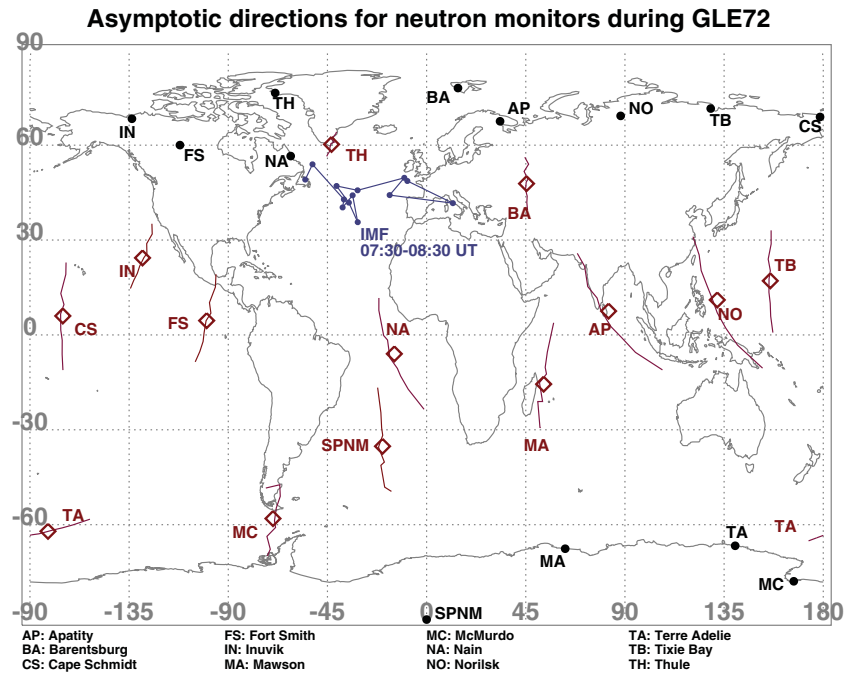 Asymptotic directions for neutron monitors during GLE72
90
BA
TH
AP
NO
TB
CS
IN
60
FS
NA
TH
BA
IMF
07:30-08:30 UT
30
IN
TB
CS
FS
NA
AP
NO
0
-30
SPNM
MA
TA
MC
-60
TA
TA
MA
MC
SPNM
-90
-135 -90 -45 0 45 90 135 180
AP: Apatity FS: Fort Smith MC: McMurdo TA: Terre Adelie
BA: Barentsburg IN: Inuvik NA: Nain TB: Tixie Bay
CS: Cape Schmidt MA: Mawson NO: Norilsk TH: Thule